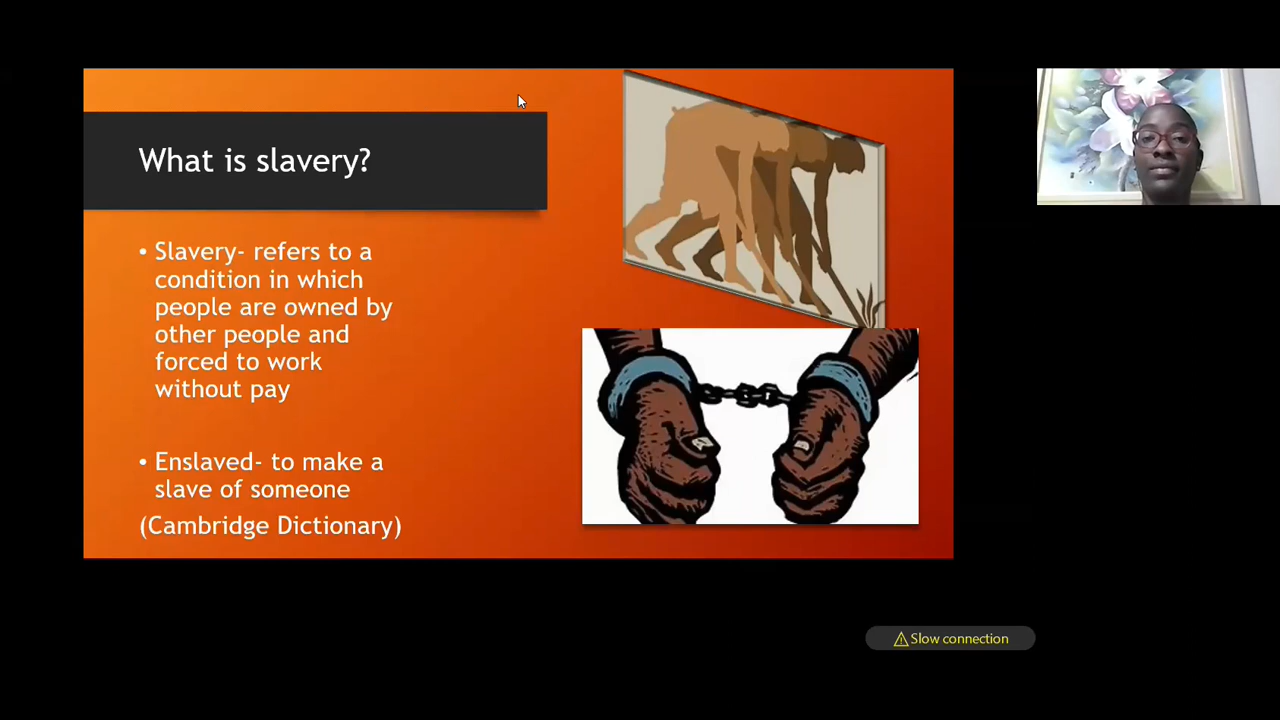 What is slavery?
• Slavery- refers to a
condition in which
people are owned by
other people and
forced to work
without pay
• Enslaved- to make a
slave of someone
(Cambridge Dictionary)
Slow connection